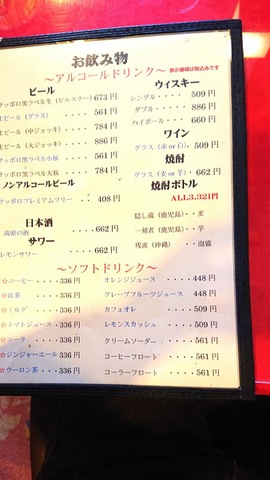 お飲み物
〜アルコールドリンク〜 表示価格は税込みです
ビール
サッポロ黒ラベル生 (ピルスナー) 673円
生ビール (グラス) ・・・ 561円
生ビール (中ジョッキ) ・・・ 784円
生ビール (大ジョッキ) ・・・ 886円
サッポロ黒ラベル小瓶 ・・・ 561円
サッポロ黒ラベル大瓶 ・・・ 784円
ノンアルコールビール
サッポロプレミアムフリー ・・ 408円
日本酒
高原の酒 ・・・・・ 662円
サワー
レモンサワー ・・・・・ 662円
ウィスキー
シングル ・・・・・ 509円
ダブル ・・・・・ 886円
ハイボール ・・・・ 660円
ワイン
グラス (赤or白) ・・ 509円
焼酎
グラス (麦or芋) ・・ 662円
焼酎ボトル
ALL3,321円
隠し蔵 (鹿児島) ・・ 麦
一刻者 (鹿児島) ・・ 芋
残波 (沖縄) ・・・ 泡盛
〜ソフトドリンク〜
☆コーヒー ・・・ 336円
☆紅茶 ・・・・ 336円
☆ミルク ・・・ 336円
☆トマトジュース ・・・ 336円
☆コーラ ・・・・ 336円
☆ジンジャーエール ・・・ 336円
☆ウーロン茶 ・・・ 336円
オレンジジュース ・・・ 448円
グレープフルーツジュース ・・ 448円
カフェオレ ・・・・ 509円
レモンスカッシュ ・・・ 509円
クリームソーダー ・・・ 561円
コーヒーフロート ・・・ 561円
コーラーフロート ・・・ 561円